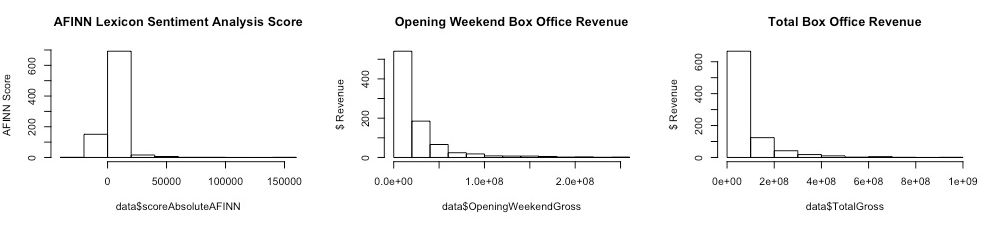 AFINN Lexicon Sentiment Analysis Score
AFINN Score
600
400
200
0
0 50000 100000 150000
data$scoreAbsoluteAFINN
Opening Weekend Box Office Revenue
$ Revenue
400
200
0
0.0e+00 1.0e+08 2.0e+08
data$OpeningWeekendGross
Total Box Office Revenue
$ Revenue
600
400
200
0
0e+00 2e+08 4e+08 6e+08 8e+08 1e+09
data$TotalGross